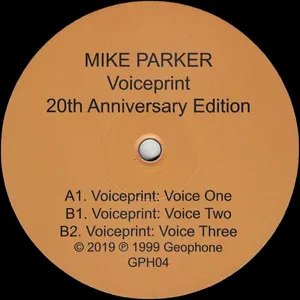 MIKE PARKER
Voiceprint
20th Anniversary Edition
A1. Voiceprint: Voice One
B1. Voiceprint: Voice Two
B2. Voiceprint: Voice Three
© 2019 ℗ 1999 Geophone
GPH04